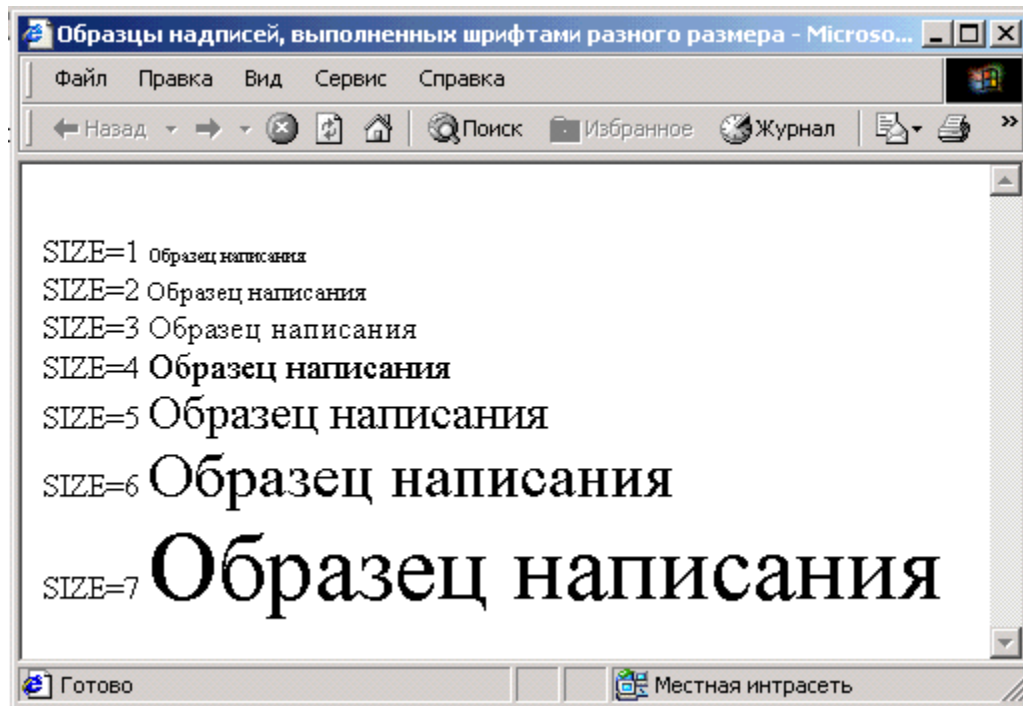 Образцы надписей, выполненных шрифтами разного размера - Microso...
Файл Правка Вид Сервис Справка
Назад Поиск Избранное Журнал »
SIZE=1 Образец написания
SIZE=2 Образец написания
SIZE=3 Образец написания
SIZE=4 Образец написания
SIZE=5 Образец написания
SIZE=6 Образец написания
SIZE=7 Образец написания
Готово Местная интрасеть